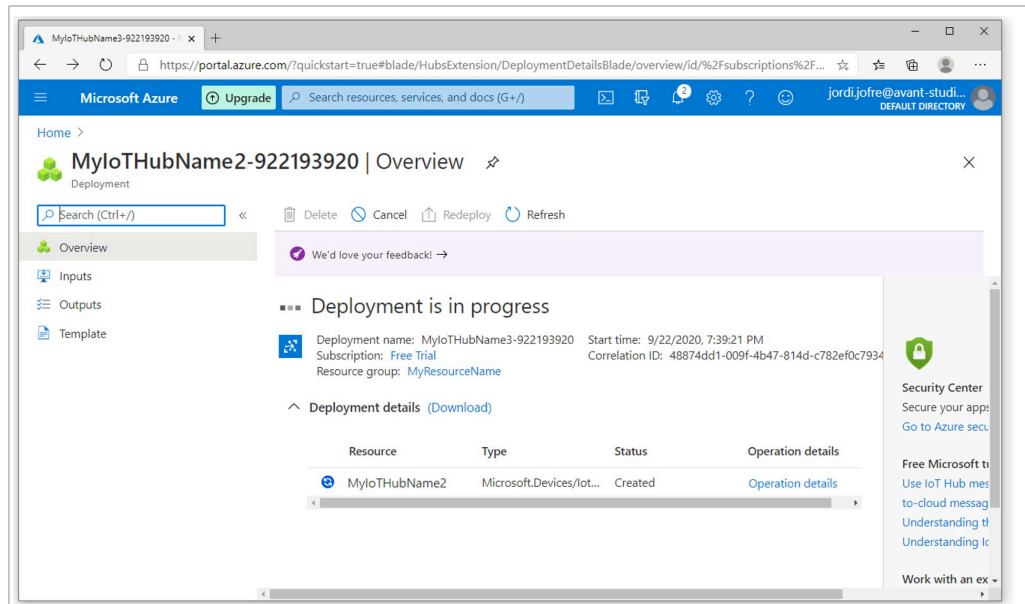 MyIoTHubName3-922193920 -
https://portal.azure.com/?quickstart=true#blade/HubsExtension/DeploymentDetailsBlade/overview/id/%2Fsubscriptions%2F...
Microsoft Azure
Upgrade
Search resources, services, and docs (G+/)
2
jordi.jofre@avant-studi...
DEFAULT DIRECTORY
Home >
MyIoTHubName2-922193920 | Overview
Deployment
Search (Ctrl+/)
«
Delete
Cancel
Redeploy
Refresh
Overview
Inputs
Outputs
Template
We'd love your feedback! →
Deployment is in progress
Deployment name: MyIoTHubName3-922193920
Subscription: Free Trial
Resource group: MyResourceName
Start time: 9/22/2020, 7:39:21 PM
Correlation ID: 48874dd1-009f-4b47-814d-c782ef0c7934
Deployment details (Download)
Resource Type Status Operation details
MyIoTHubName2 Microsoft.Devices/Iot... Created Operation details
Security Center
Secure your apps
Go to Azure secu
Free Microsoft tu
Use IoT Hub mes
to-cloud messag
Understanding th
Understanding Ic
Work with an ex